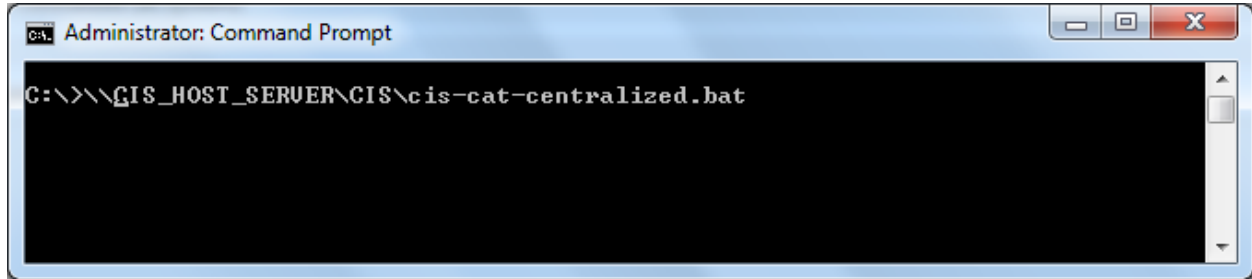 Administrator: Command Prompt
C:\>\\CIS_HOST_SERVER\CIS\cis-cat-centralized.bat